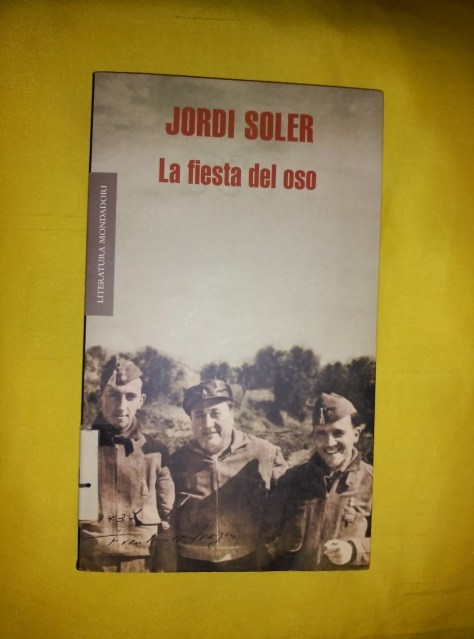 JORDI SOLER
La fiesta del oso
LITERATURA MONDADORI